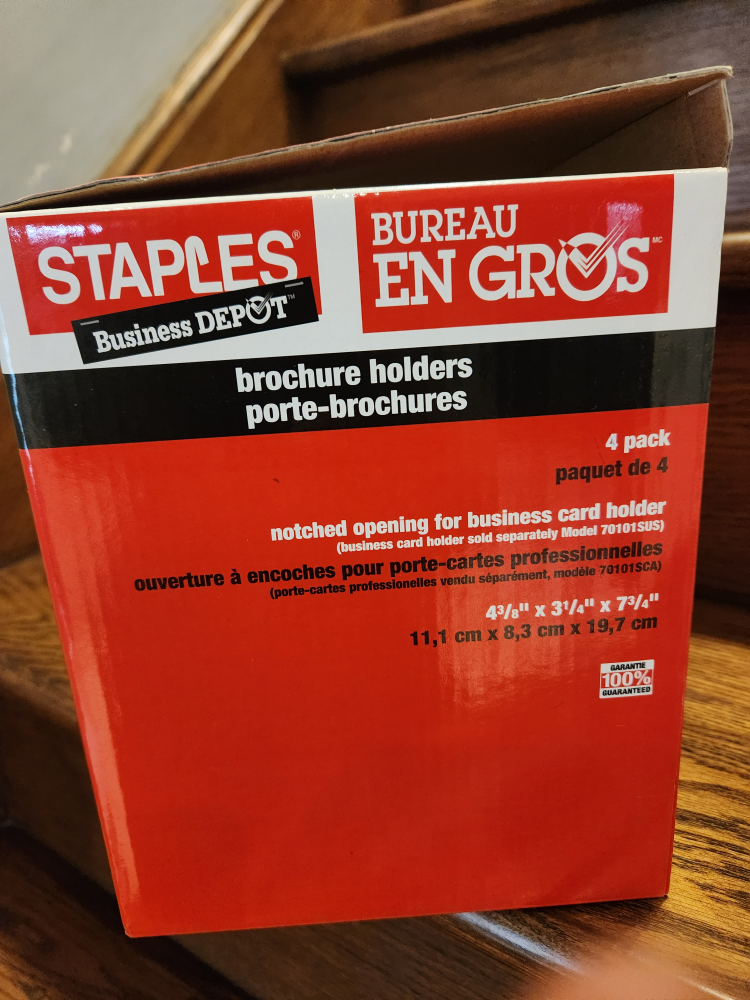 STAPLES®
Business DEPOT™
BUREAU
EN GROS MC
brochure holders
porte-brochures
4 pack
paquet de 4
notched opening for business card holder
(business card holder sold separately Model 70101SUS)
ouverture à encoches pour porte-cartes professionnelles
(porte-cartes professionelles vendu séparément, modèle 70101SCA)
4³/₈" x 3¹/₄" x 7³/₄"
11,1 cm x 8,3 cm x 19,7 cm
GARANTIE
100%
GUARANTEED